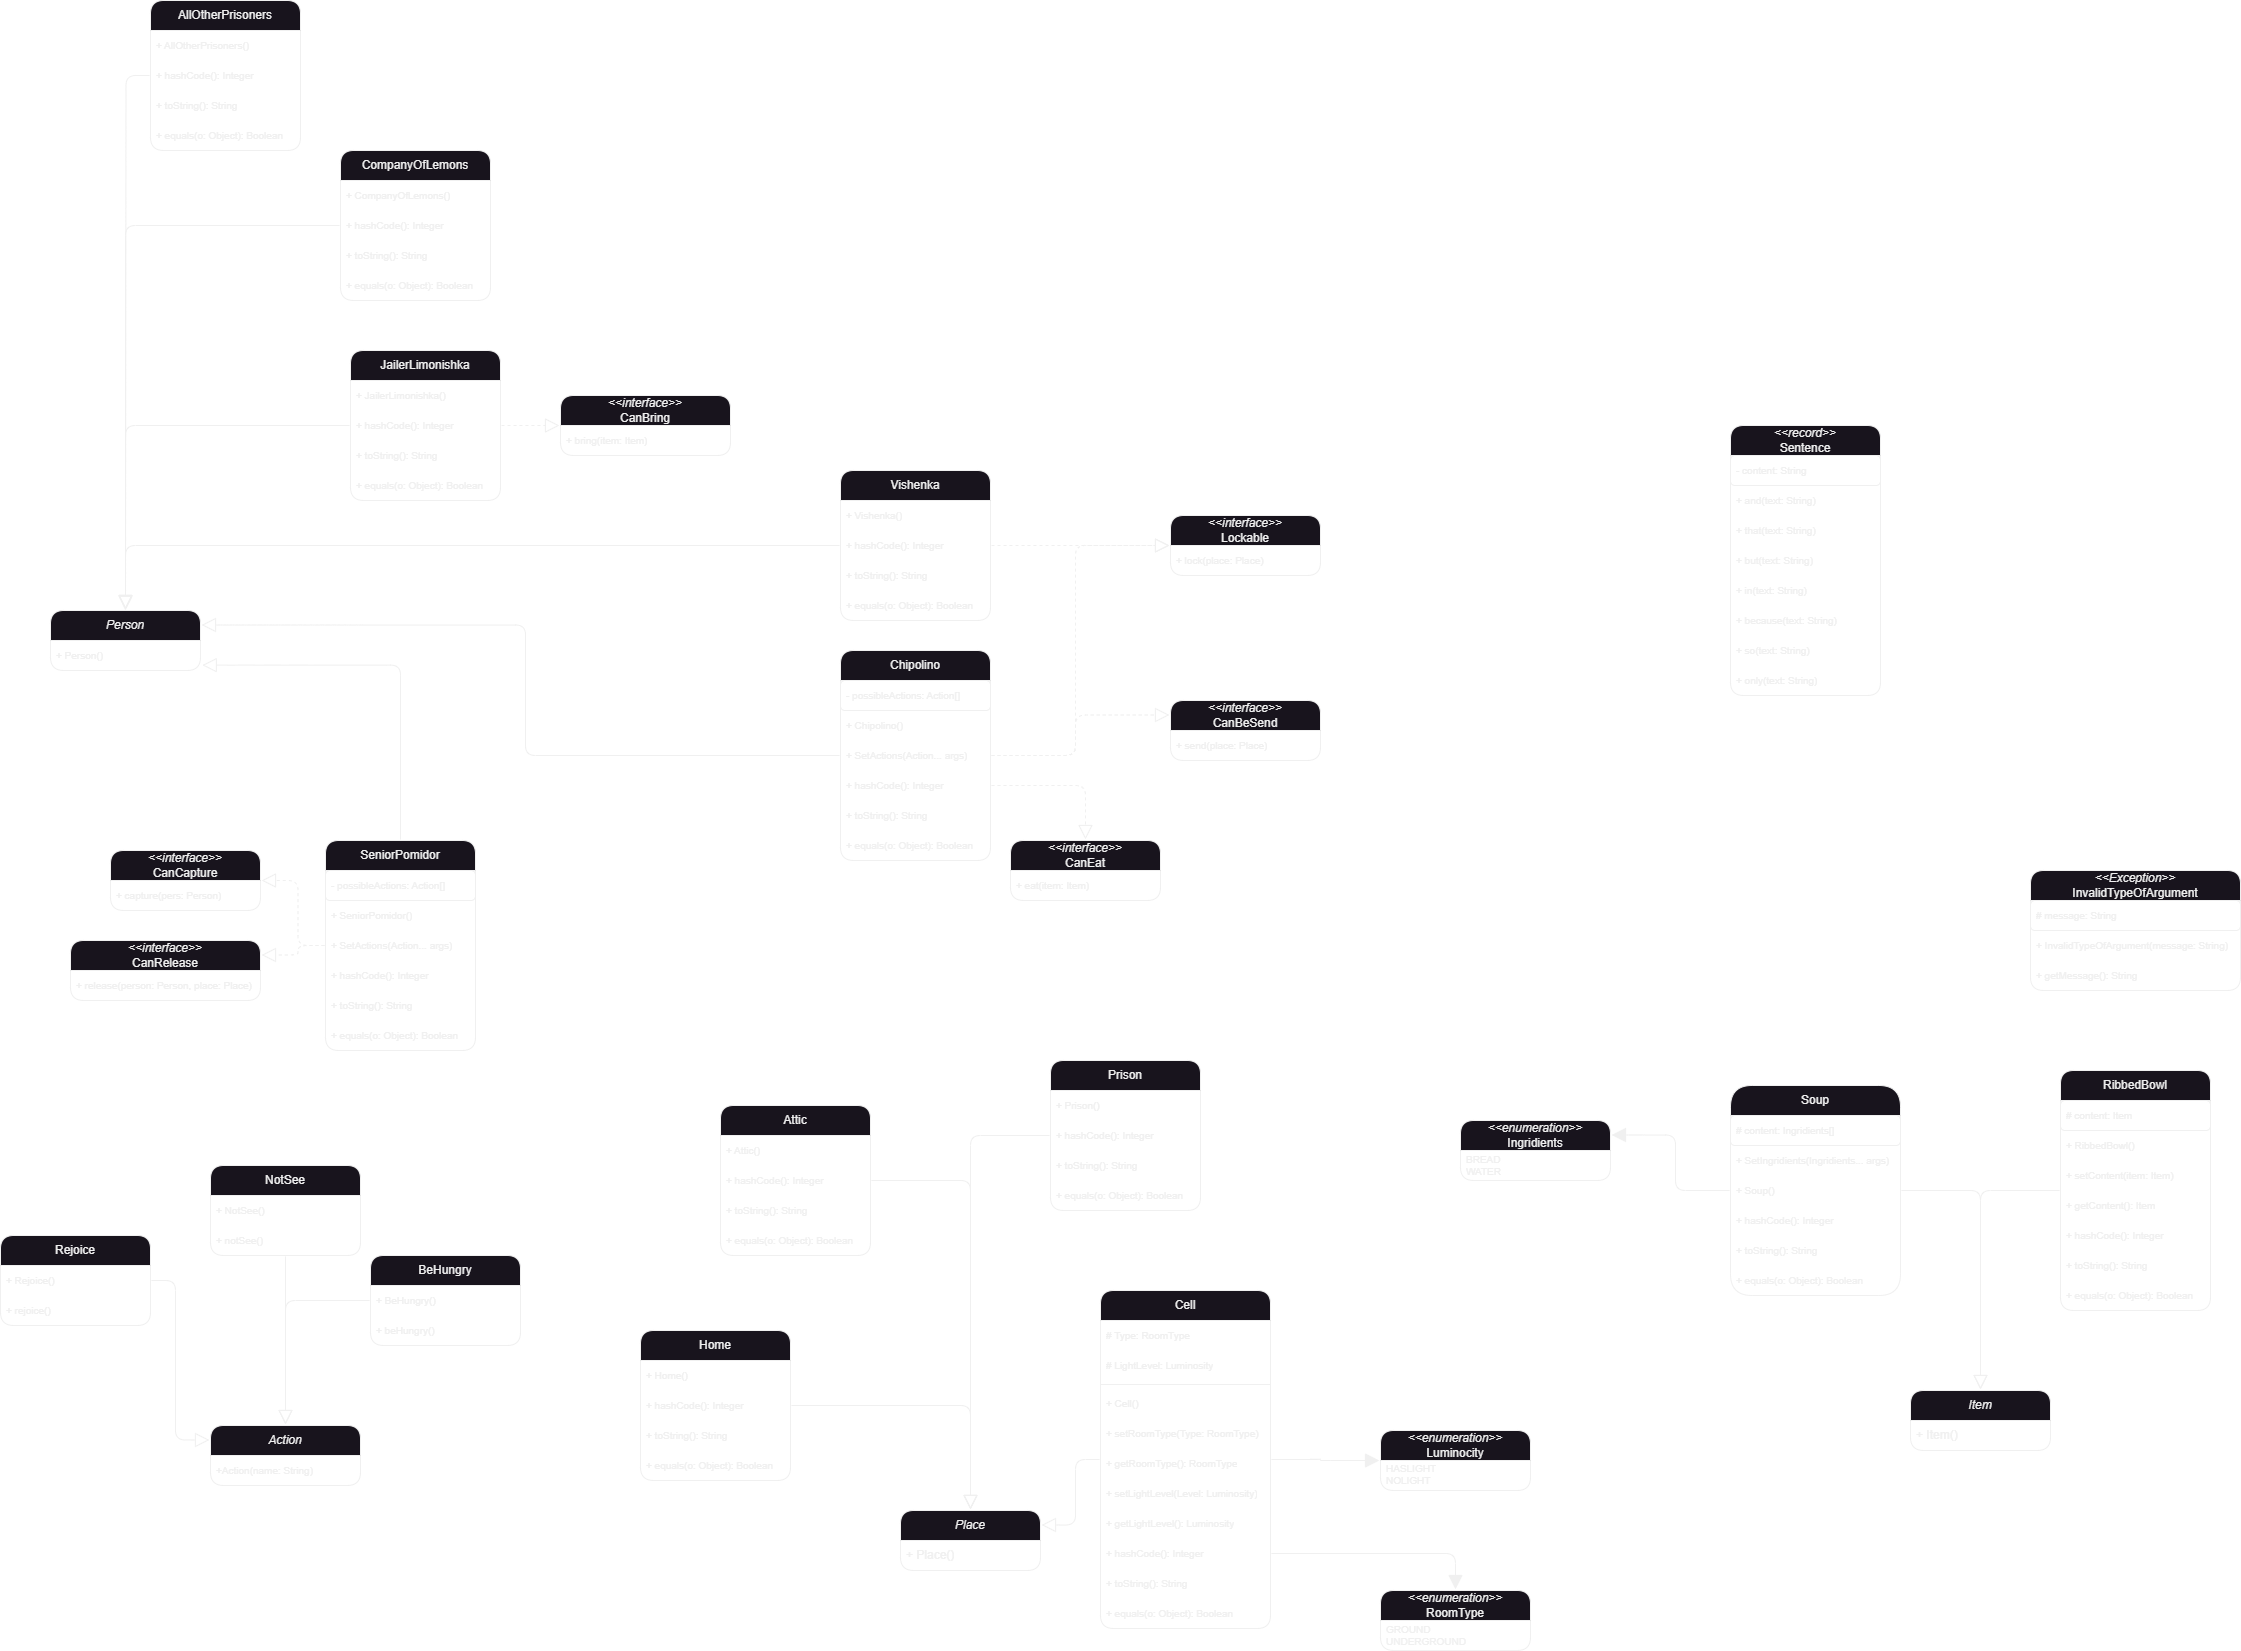 AllOtherPrisoners
+ AllOtherPrisoners()
+ hashCode(): Integer
+ toString(): String
+ equals(o: Object): Boolean
CompanyOfLemons
+ CompanyOfLemons()
+ hashCode(): Integer
+ toString(): String
+ equals(o: Object): Boolean
JailerLimonishka
+ JailerLimonishka()
+ hashCode(): Integer
+ toString(): String
+ equals(o: Object): Boolean
<<interface>>
CanBring
+ bring(item: Item)
Vishenka
+ Vishenka()
+ hashCode(): Integer
+ toString(): String
+ equals(o: Object): Boolean
<<interface>>
Lockable
+ lock(place: Place)
<<record>>
Sentence
- content: String
+ and(text: String)
+ that(text: String)
+ but(text: String)
+ in(text: String)
+ because(text: String)
+ so(text: String)
+ only(text: String)
Person
+ Person()
Chipolino
- possibleActions: Action[]
+ Chipolino()
+ SetActions(Action... args)
+ hashCode(): Integer
+ toString(): String
+ equals(o: Object): Boolean
<<interface>>
CanBeSend
+ send(place: Place)
<<interface>>
CanEat
+ eat(item: Item)
<<interface>>
CanCapture
+ capture(pers: Person)
<<interface>>
CanRelease
+ release(person: Person, place: Place)
SeniorPomidor
- possibleActions: Action[]
+ SeniorPomidor()
+ SetActions(Action... args)
+ hashCode(): Integer
+ toString(): String
+ equals(o: Object): Boolean
<<Exception>>
InvalidTypeOfArgument
# message: String
+ InvalidTypeOfArgument(message: String)
+ getMessage(): String
Prison
+ Prison()
+ hashCode(): Integer
+ toString(): String
+ equals(o: Object): Boolean
Attic
+ Attic()
+ hashCode(): Integer
+ toString(): String
+ equals(o: Object): Boolean
<<enumeration>>
Ingridients
BREAD
WATER
Soup
# content: Ingridients[]
+ SetIngridients(Ingridients... args)
+ Soup()
+ hashCode(): Integer
+ toString(): String
+ equals(o: Object): Boolean
RibbedBowl
# content: Item
+ RibbedBowl()
+ setContent(item: Item)
+ getContent(): Item
+ hashCode(): Integer
+ toString(): String
+ equals(o: Object): Boolean
NotSee
+ NotSee()
+ notSee()
Rejoice
+ Rejoice()
+ rejoice()
BeHungry
+ BeHungry()
+ beHungry()
Action
+Action(name: String)
Home
+ Home()
+ hashCode(): Integer
+ toString(): String
+ equals(o: Object): Boolean
Cell
# Type: RoomType
# LightLevel: Luminosity
+ Cell()
+ setRoomType(Type: RoomType)
+ getRoomType(): RoomType
+ setLightLevel(Level: Luminosity)
+ getLightLevel(): Luminosity
+ hashCode(): Integer
+ toString(): String
+ equals(o: Object): Boolean
Item
+ Item()
<<enumeration>>
Luminocity
HASLIGHT
NOLIGHT
Place
+ Place()
<<enumeration>>
RoomType
GROUND
UNDERGROUND